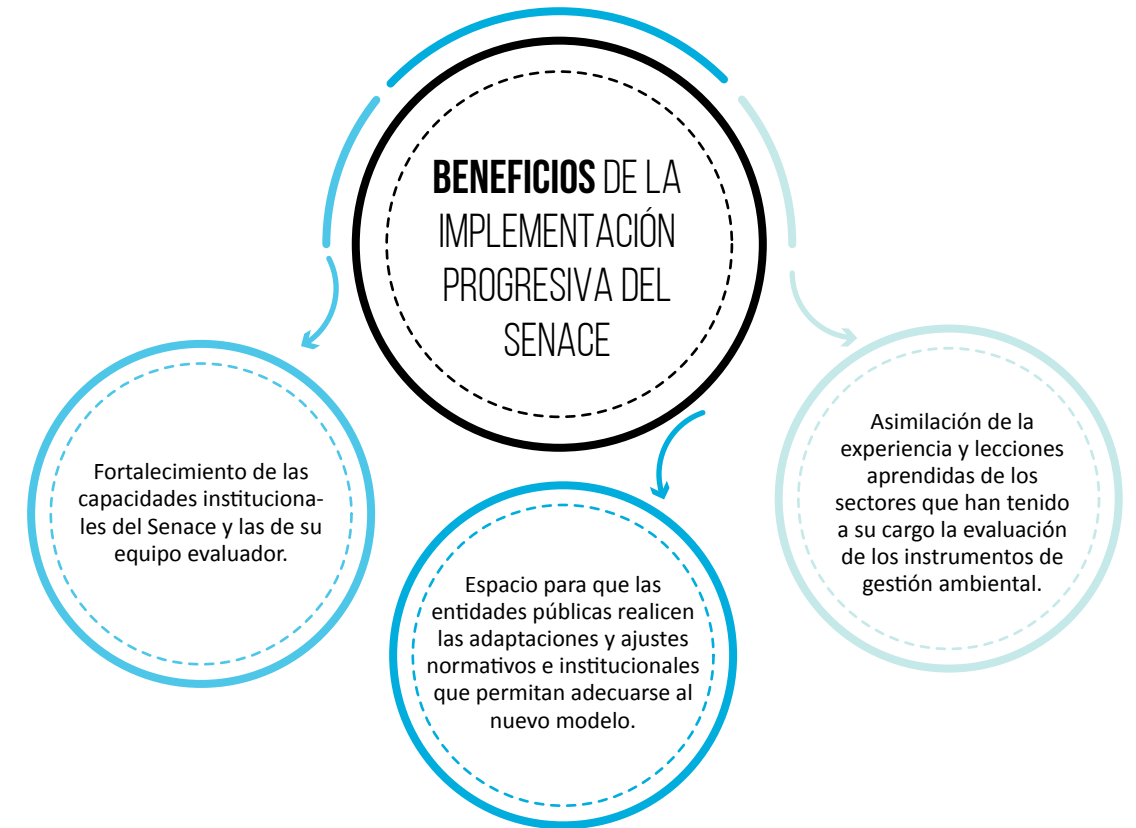 BENEFICIOS DE LA
IMPLEMENTACIÓN
PROGRESIVA DEL
SENACE
Fortalecimiento de las
capacidades instituciona-
les del Senace y las de su
equipo evaluador.
Espacio para que las
entidades públicas realicen
las adaptaciones y ajustes
normativos e institucionales
que permitan adecuarse al
nuevo modelo.
Asimilación de la
experiencia y lecciones
aprendidas de los
sectores que han tenido
a su cargo la evaluación
de los instrumentos de
gestión ambiental.